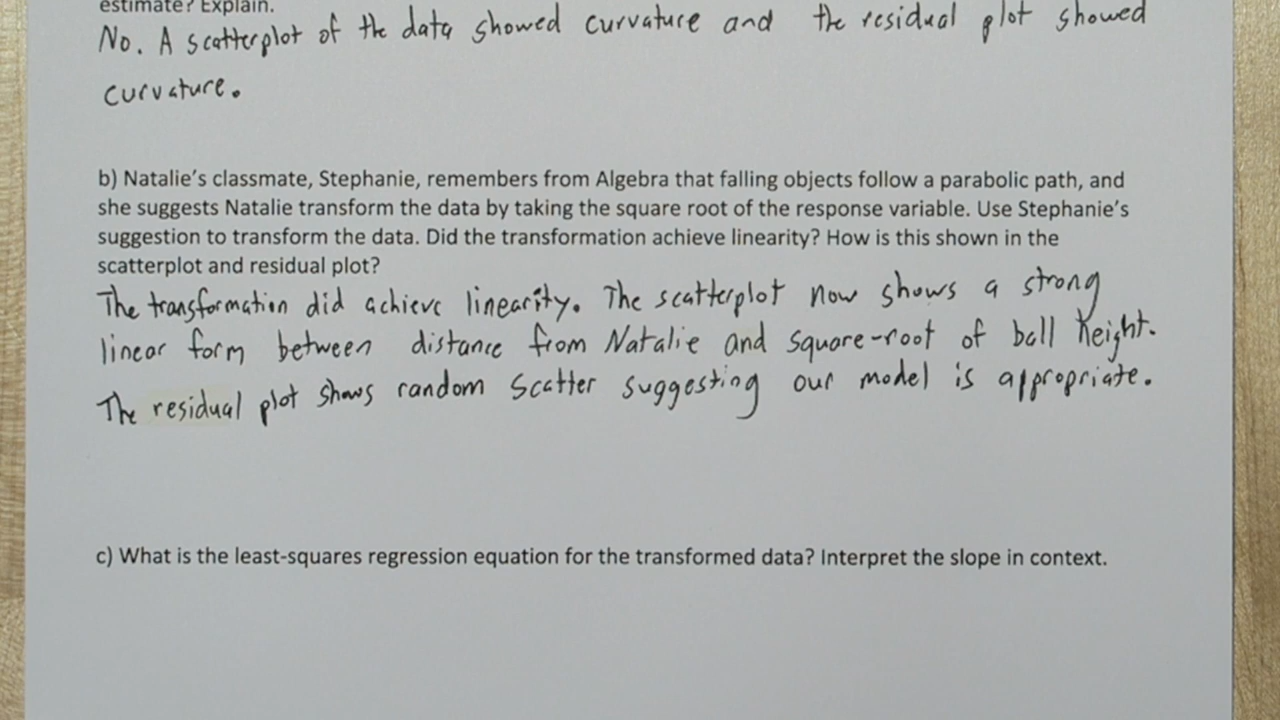 estimate? Explain.
No. A scatterplot of the data showed curvature and the residual plot showed
curvature.
b) Natalie's classmate, Stephanie, remembers from Algebra that falling objects follow a parabolic path, and
she suggests Natalie transform the data by taking the square root of the response variable. Use Stephanie's
suggestion to transform the data. Did the transformation achieve linearity? How is this shown in the
scatterplot and residual plot?
The transformation did achieve linearity. The scatterplot now shows a strong
linear form between distance from Natalie and square-root of ball height.
The residual plot shows random scatter suggesting our model is appropriate.
c) What is the least-squares regression equation for the transformed data? Interpret the slope in context.